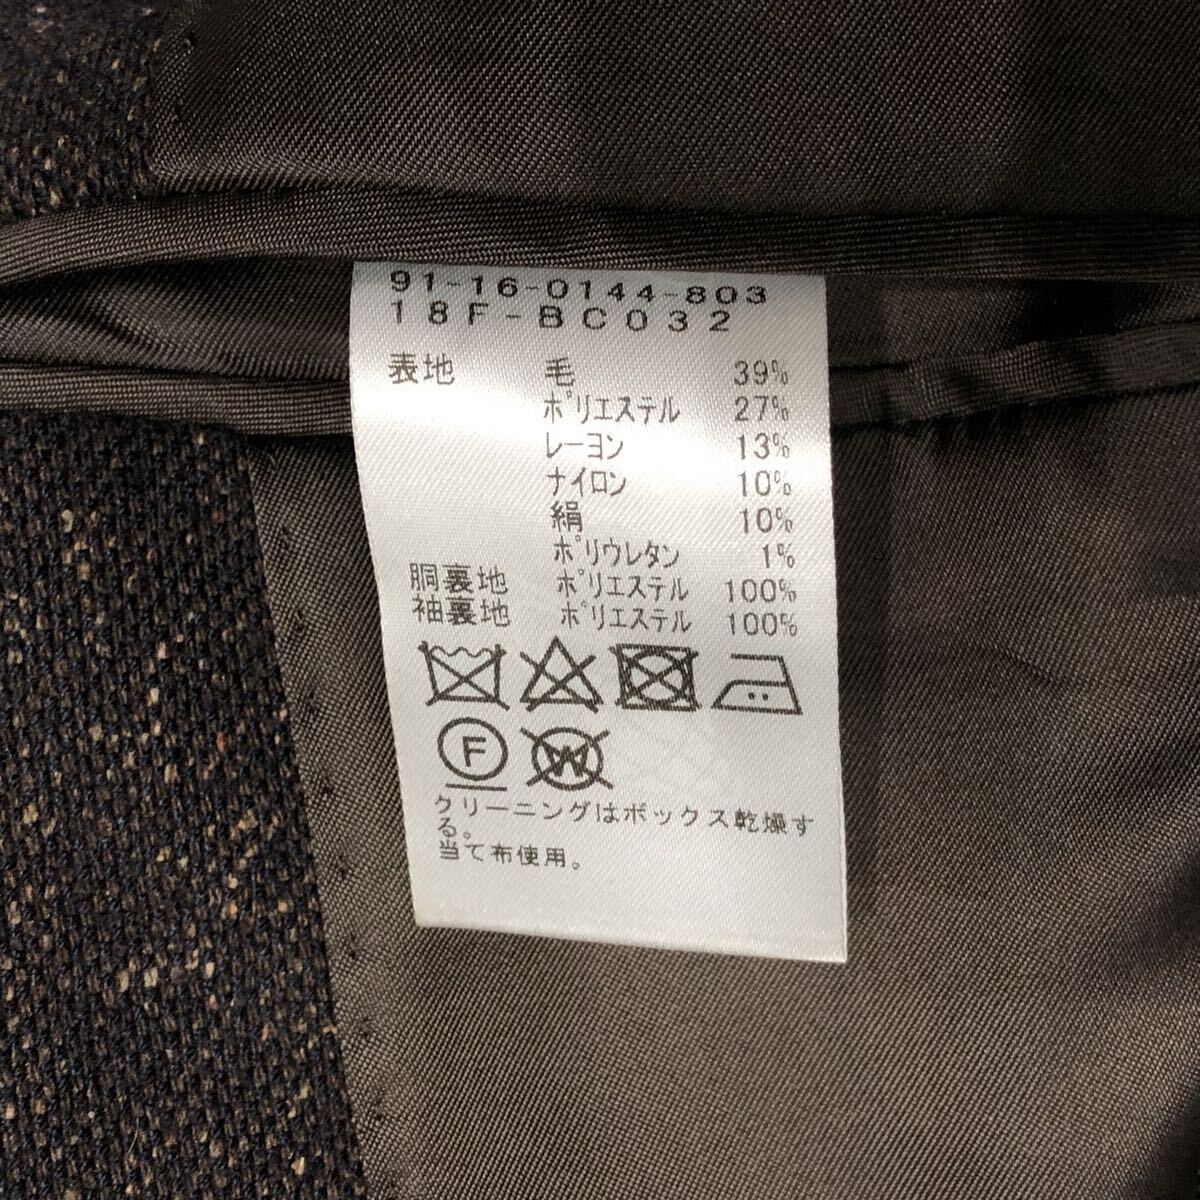 91-16-0144-803
18F-BC032
表地 毛 39%
ポリエステル 27%
レーヨン 13%
ナイロン 10%
絹 10%
ポリウレタン 1%
胴裏地 ポリエステル 100%
袖裏地 ポリエステル 100%
F W
クリーニングはボックス乾燥す
る。
当て布使用。